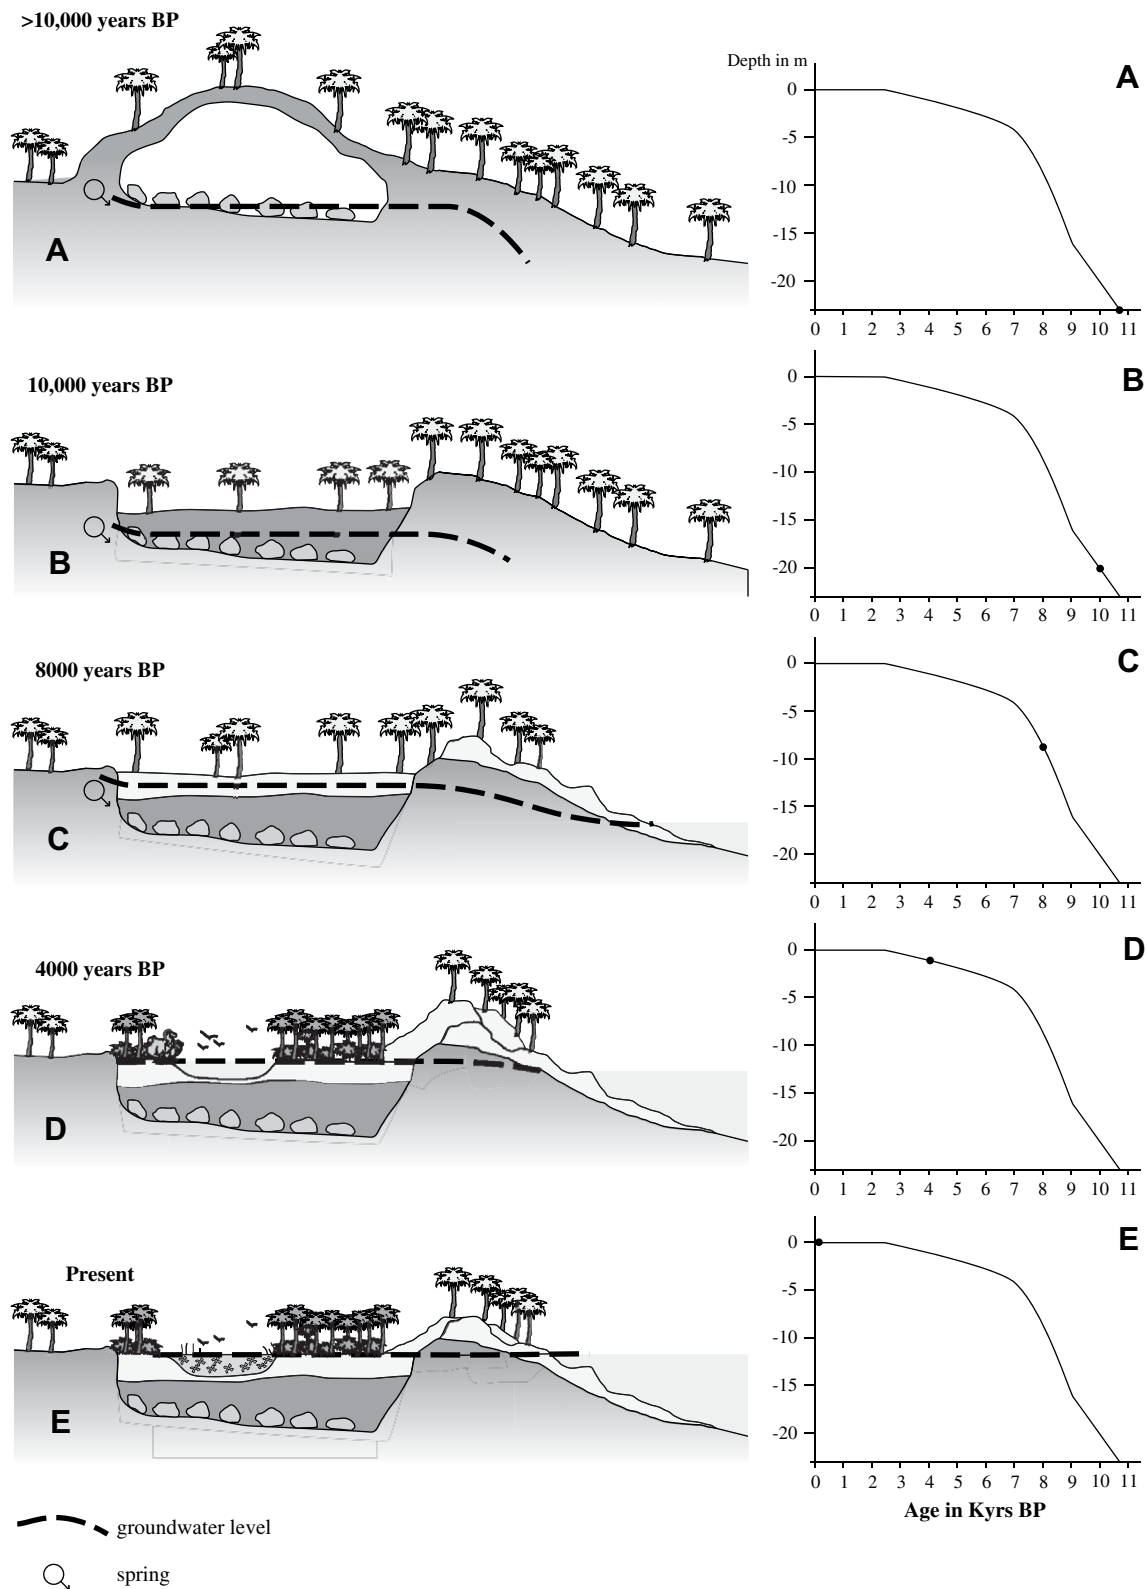 >10,000 years BP
A
Depth in m
A
0
-5
-10
-15
-20
0 1 2 3 4 5 6 7 8 9 10 11
10,000 years BP
B
B
0
-5
-10
-15
-20
0 1 2 3 4 5 6 7 8 9 10 11
8000 years BP
C
C
0
-5
-10
-15
-20
0 1 2 3 4 5 6 7 8 9 10 11
4000 years BP
D
D
0
-5
-10
-15
-20
0 1 2 3 4 5 6 7 8 9 10 11
Present
E
E
0
-5
-10
-15
-20
0 1 2 3 4 5 6 7 8 9 10 11
Age in Kyrs BP
groundwater level
spring